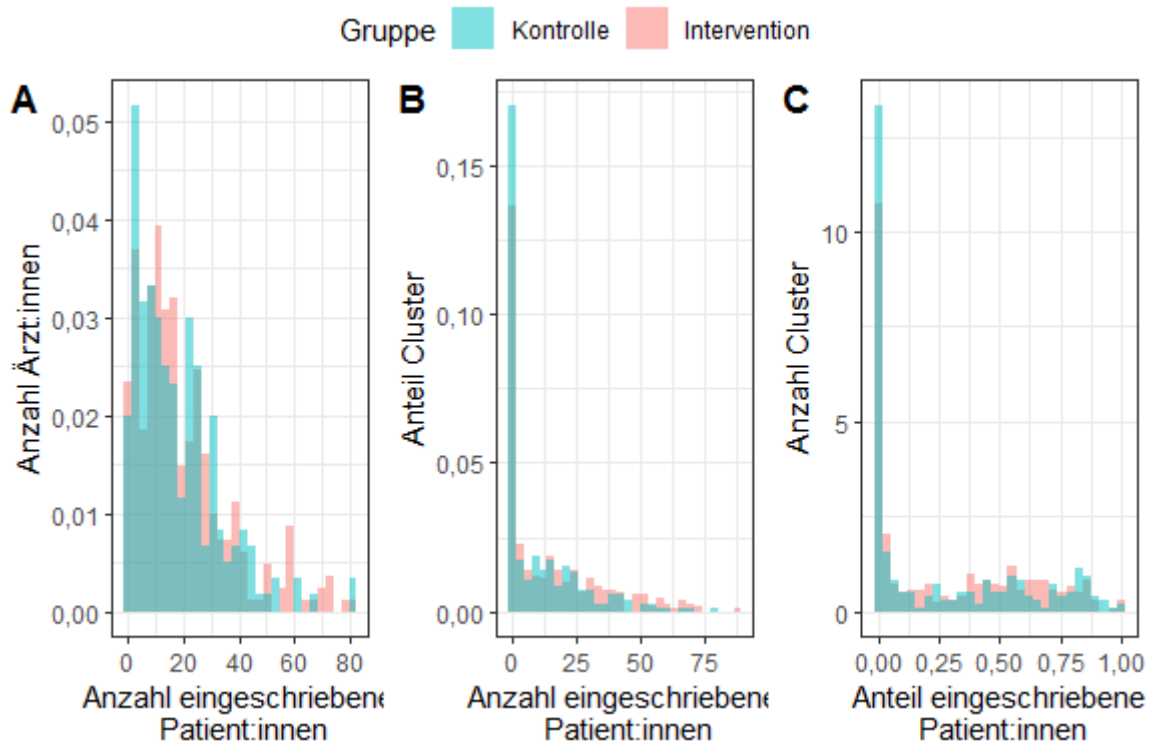 Gruppe Kontrolle Intervention
A
0,05
0,04
0,03
0,02
0,01
0,00
Anzahl Ärzt:innen
0 20 40 60 80
Anzahl eingeschriebene
Patient:innen
B
0,15
0,10
0,05
0,00
Anteil Cluster
0 25 50 75
Anzahl eingeschriebene
Patient:innen
C
10
5
0
Anzahl Cluster
0,00 0,25 0,50 0,75 1,00
Anteil eingeschriebene
Patient:innen